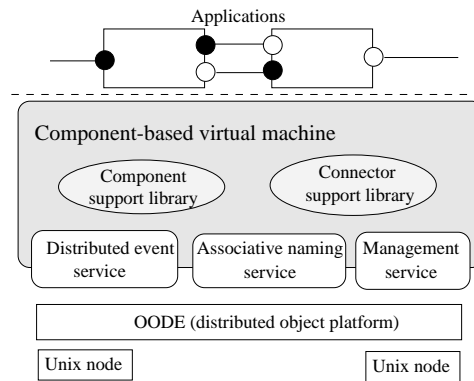 Applications
Component-based virtual machine
Component
support library
Connector
support library
Distributed event
service
Associative naming
service
Management
service
OODE (distributed object platform)
Unix node
Unix node